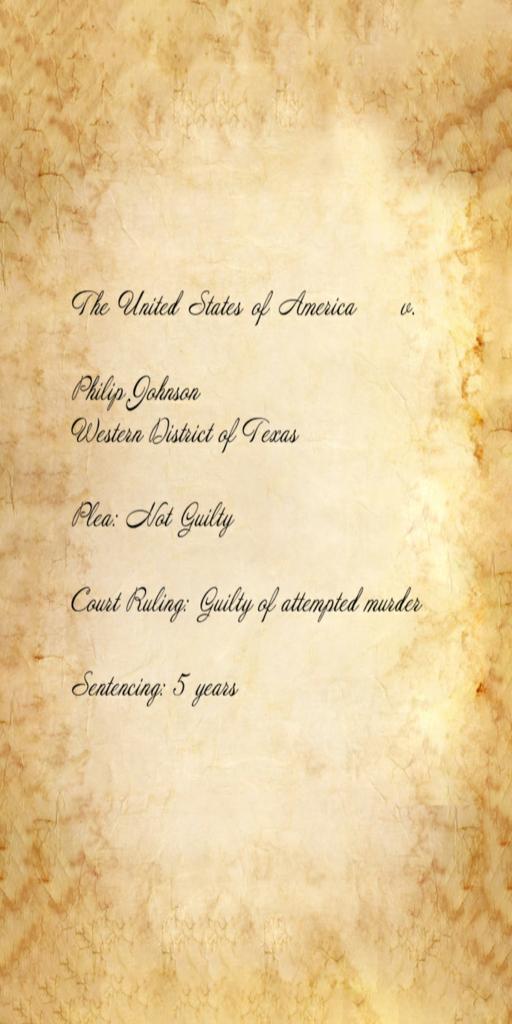 The United States of America v.
Philip Johnson
Western District of Texas
Plea: Not Guilty
Court Ruling: Guilty of attempted murder
Sentencing: 5 years